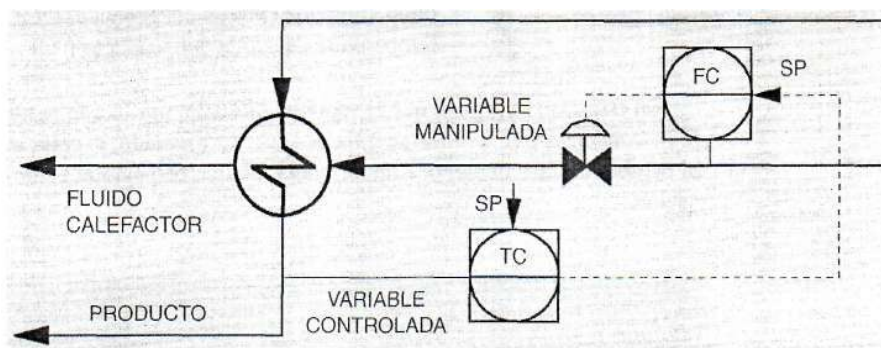 FC
SP
VARIABLE
MANIPULADA
FLUIDO
CALEFACTOR
SP
TC
PRODUCTO
VARIABLE
CONTROLADA